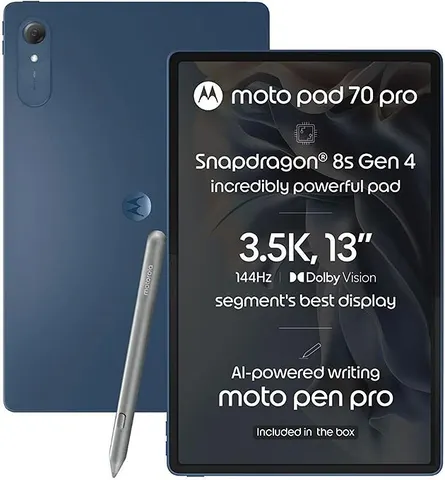 moto pad 70 pro
Snapdragon® 8s Gen 4
incredibly powerful pad
3.5K, 13”
144Hz | Dolby Vision
segment's best display
AI-powered writing
moto pen pro
Included in the box
motorola